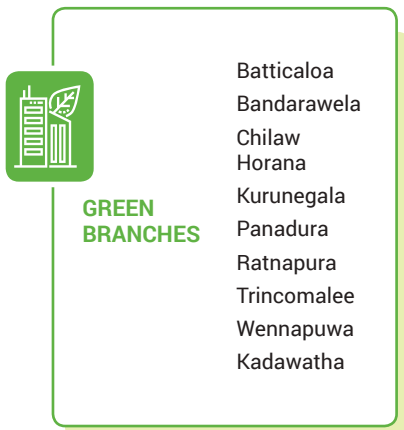 GREEN
BRANCHES
Batticaloa
Bandarawela
Chilaw
Horana
Kurunegala
Panadura
Ratnapura
Trincomalee
Wennapuwa
Kadawatha